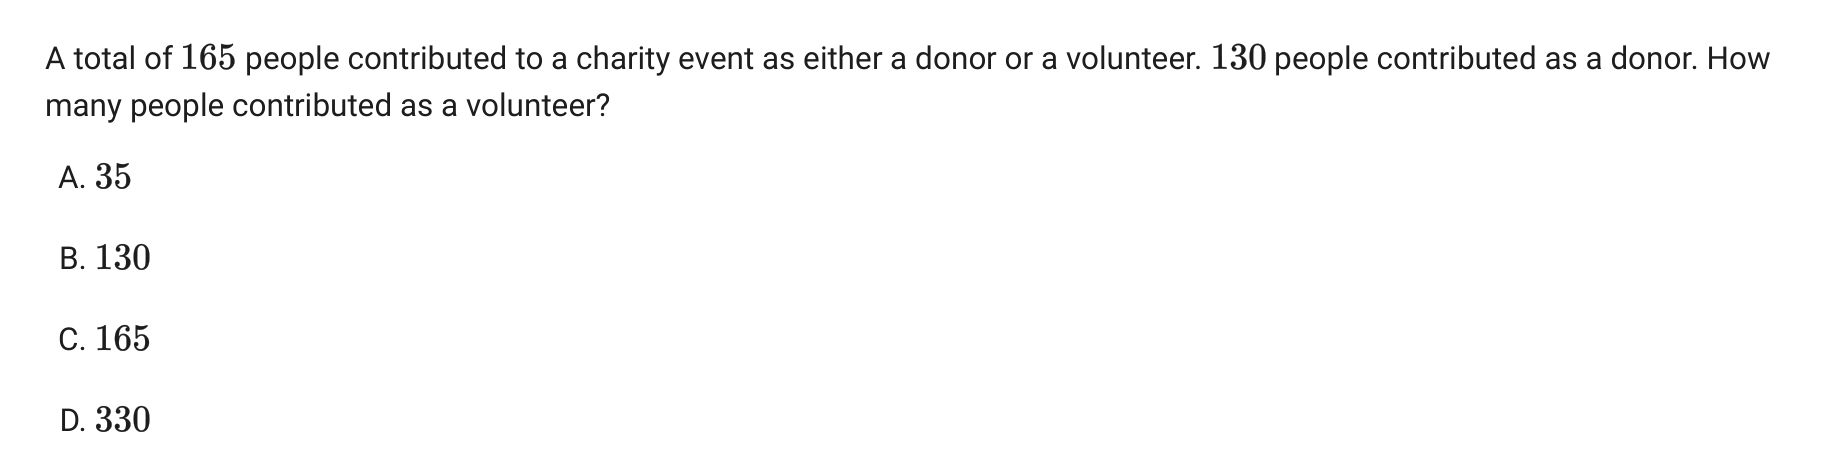 A total of 165 people contributed to a charity event as either a donor or a volunteer. 130 people contributed as a donor. How
many people contributed as a volunteer?
A. 35
B. 130
C. 165
D. 330